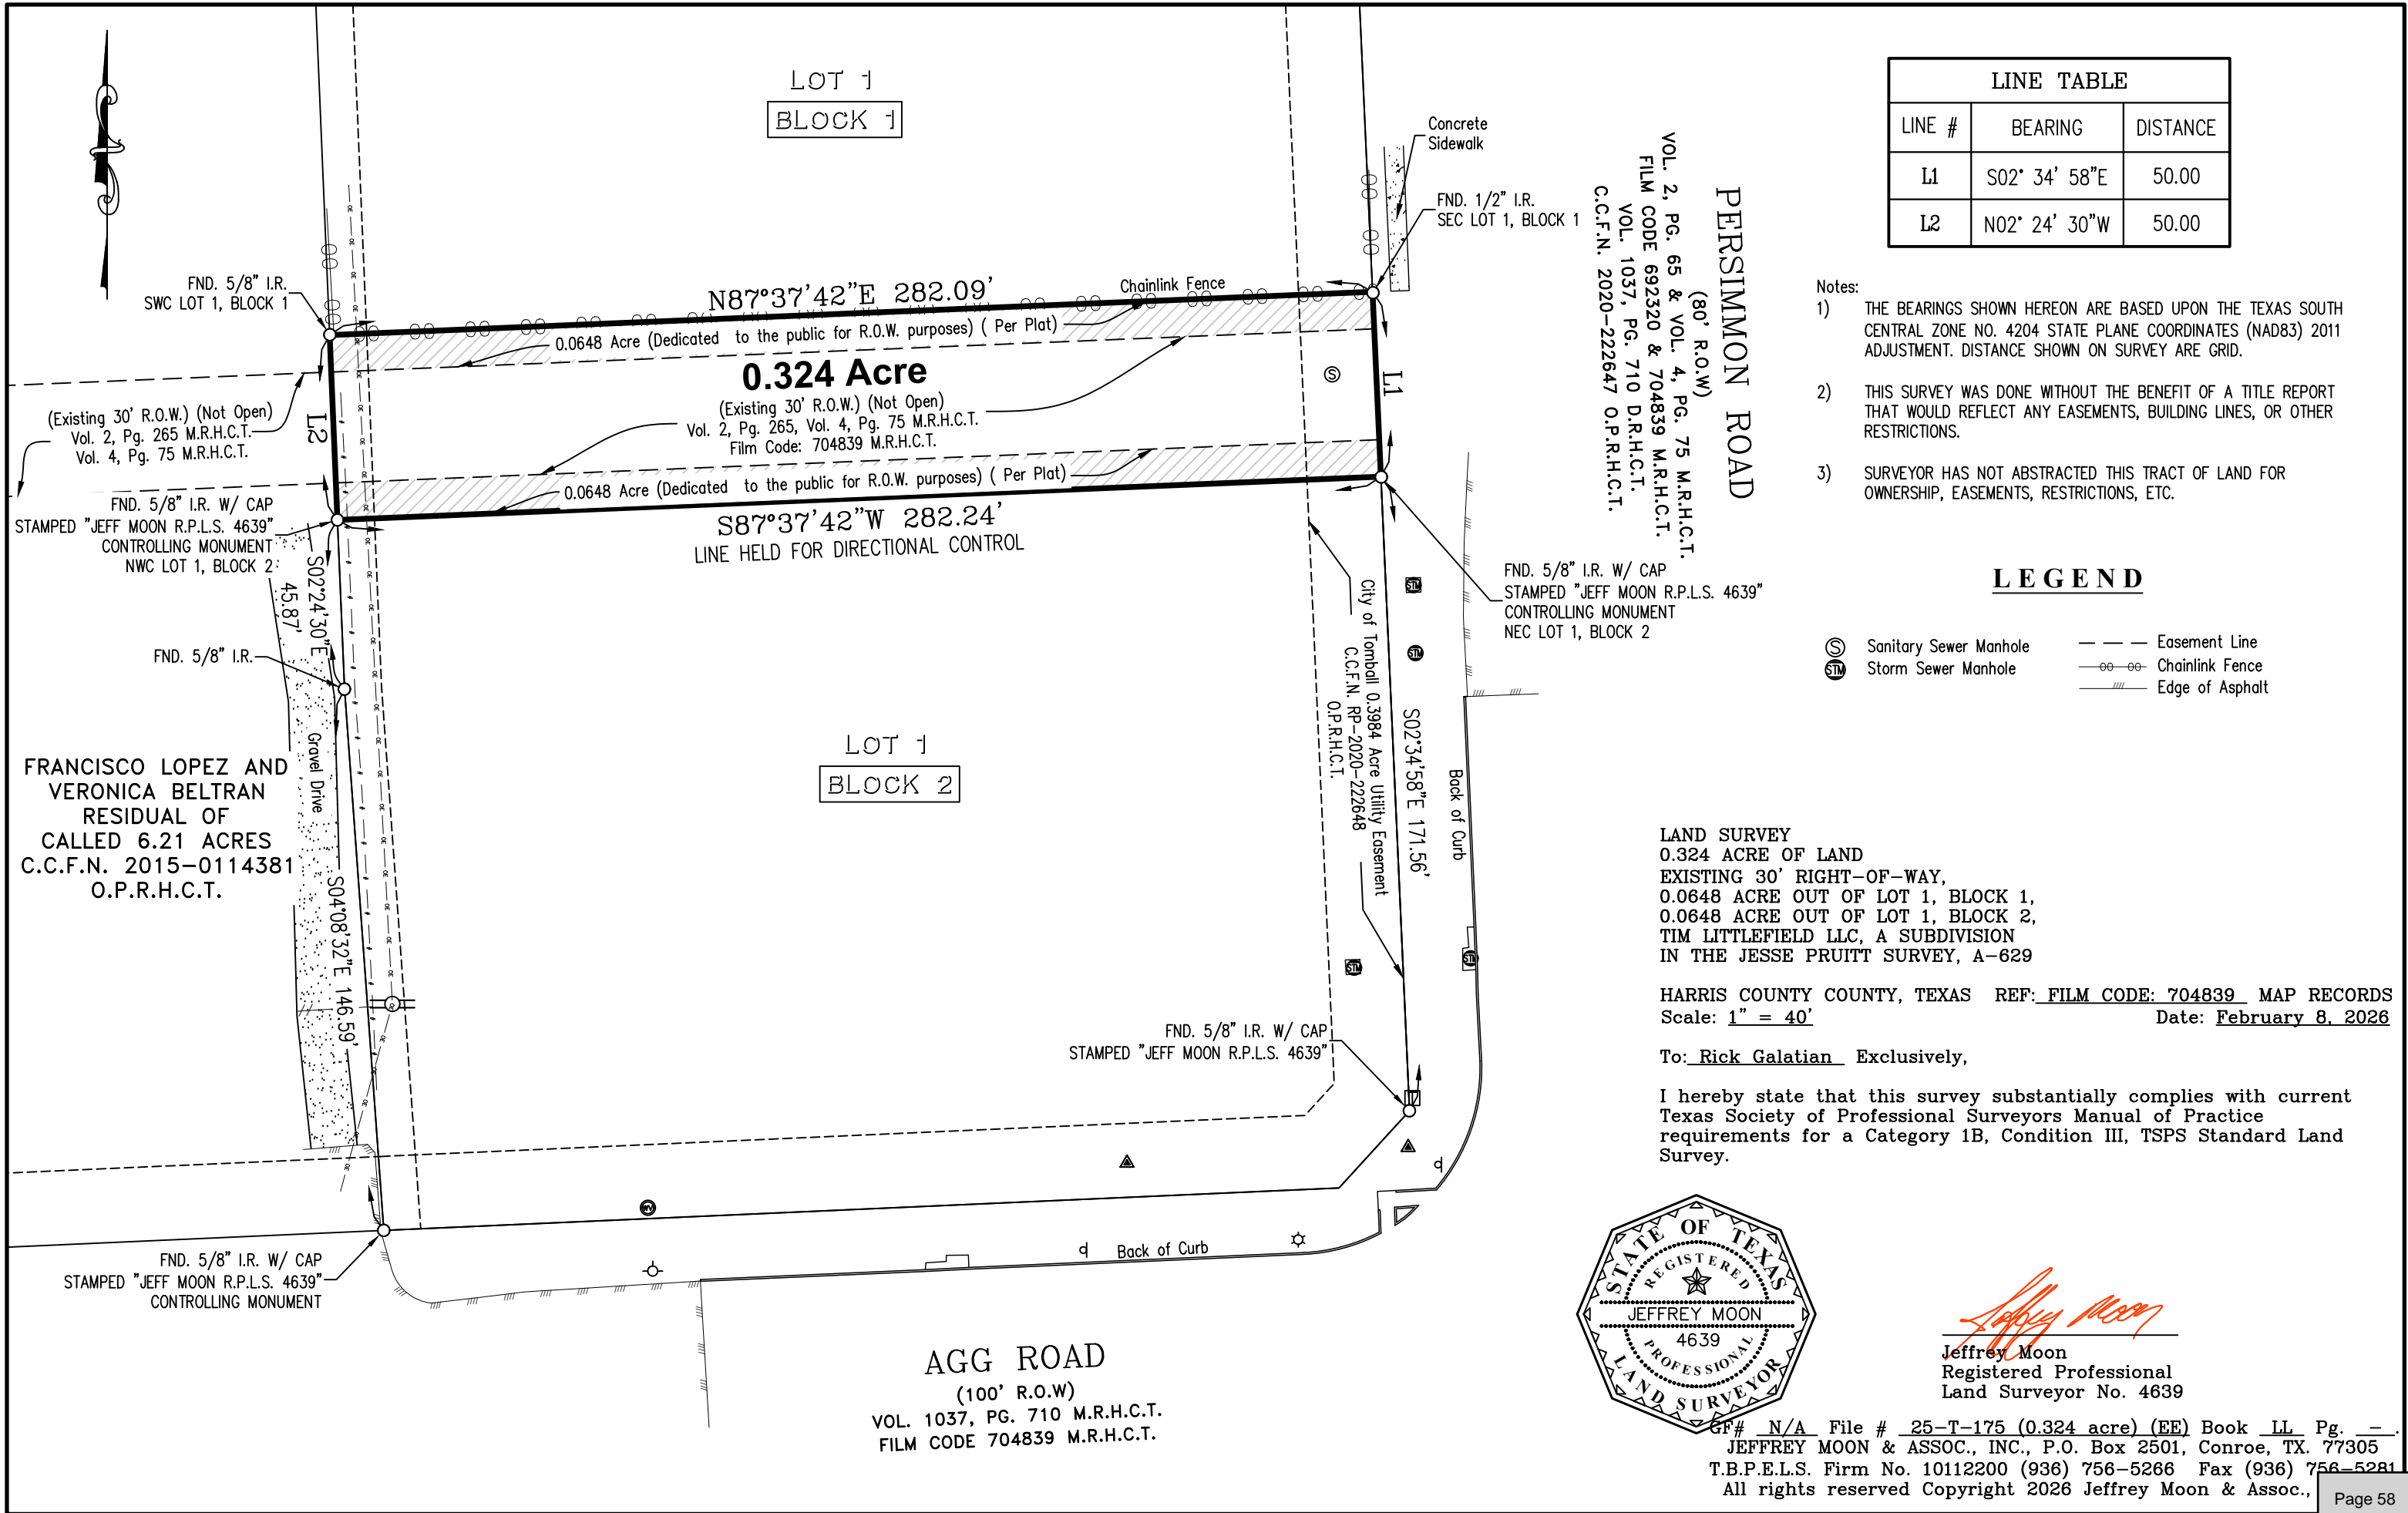 LOT 1
BLOCK 1
Concrete
Sidewalk
FND. 1/2" I.R.
SEC LOT 1, BLOCK 1
FND. 5/8" I.R.
SWC LOT 1, BLOCK 1
N87°37'42"E 282.09'
Chainlink Fence
0.0648 Acre (Dedicated to the public for R.O.W. purposes) ( Per Plat)
0.324 Acre
(Existing 30' R.O.W.) (Not Open)
Vol. 2, Pg. 265, Vol. 4, Pg. 75 M.R.H.C.T.
Film Code: 704839 M.R.H.C.T.
(Existing 30' R.O.W.) (Not Open)
Vol. 2, Pg. 265 M.R.H.C.T.
Vol. 4, Pg. 75 M.R.H.C.T.
L2
L1
S
0.0648 Acre (Dedicated to the public for R.O.W. purposes) ( Per Plat)
S87°37'42"W 282.24'
LINE HELD FOR DIRECTIONAL CONTROL
FND. 5/8" I.R. W/ CAP
STAMPED "JEFF MOON R.P.L.S. 4639"
CONTROLLING MONUMENT
NWC LOT 1, BLOCK 2
S02°24'30"E
45.87'
FND. 5/8" I.R.
Gravel Drive
S04°08'32"E 146.59'
FRANCISCO LOPEZ AND
VERONICA BELTRAN
RESIDUAL OF
CALLED 6.21 ACRES
C.C.F.N. 2015-0114381
O.P.R.H.C.T.
LOT 1
BLOCK 2
City of Tomball 0.3984 Acre Utility Easement
C.C.F.N. RP-2020-222648
O.P.R.H.C.T.
STM
STM
S02°34'58"E 171.56'
Back of Curb
STM
STM
PERSIMMON ROAD
(80' R.O.W)
VOL. 2, PG. 65 & VOL. 4, PG. 75 M.R.H.C.T.
FILM CODE 692320 & 704839 M.R.H.C.T.
VOL. 1037, PG. 710 D.R.H.C.T.
C.C.F.N. 2020-222647 O.P.R.H.C.T.
FND. 5/8" I.R. W/ CAP
STAMPED "JEFF MOON R.P.L.S. 4639"
CONTROLLING MONUMENT
NEC LOT 1, BLOCK 2
FND. 5/8" I.R. W/ CAP
STAMPED "JEFF MOON R.P.L.S. 4639"
WV
FND. 5/8" I.R. W/ CAP
STAMPED "JEFF MOON R.P.L.S. 4639"
CONTROLLING MONUMENT
Back of Curb
AGG ROAD
(100' R.O.W)
VOL. 1037, PG. 710 M.R.H.C.T.
FILM CODE 704839 M.R.H.C.T.
LINE TABLE
LINE # BEARING DISTANCE
L1 S02° 34' 58"E 50.00
L2 N02° 24' 30"W 50.00
Notes:
1) THE BEARINGS SHOWN HEREON ARE BASED UPON THE TEXAS SOUTH
CENTRAL ZONE NO. 4204 STATE PLANE COORDINATES (NAD83) 2011
ADJUSTMENT. DISTANCE SHOWN ON SURVEY ARE GRID.
2) THIS SURVEY WAS DONE WITHOUT THE BENEFIT OF A TITLE REPORT
THAT WOULD REFLECT ANY EASEMENTS, BUILDING LINES, OR OTHER
RESTRICTIONS.
3) SURVEYOR HAS NOT ABSTRACTED THIS TRACT OF LAND FOR
OWNERSHIP, EASEMENTS, RESTRICTIONS, ETC.
LEGEND
S Sanitary Sewer Manhole
STM Storm Sewer Manhole
Easement Line
Chainlink Fence
Edge of Asphalt
LAND SURVEY
0.324 ACRE OF LAND
EXISTING 30' RIGHT-OF-WAY,
0.0648 ACRE OUT OF LOT 1, BLOCK 1,
0.0648 ACRE OUT OF LOT 1, BLOCK 2,
TIM LITTLEFIELD LLC, A SUBDIVISION
IN THE JESSE PRUITT SURVEY, A-629
HARRIS COUNTY COUNTY, TEXAS REF: FILM CODE: 704839 MAP RECORDS
Scale: 1" = 40' Date: February 8, 2026
To: Rick Galatian Exclusively,
I hereby state that this survey substantially complies with current
Texas Society of Professional Surveyors Manual of Practice
requirements for a Category 1B, Condition III, TSPS Standard Land
Survey.
STATE OF TEXAS
REGISTERED
JEFFREY MOON
4639
PROFESSIONAL
LAND SURVEYOR
Jeffrey Moon
Jeffrey Moon
Registered Professional
Land Surveyor No. 4639
GF# N/A File # 25-T-175 (0.324 acre) (EE) Book LL Pg. - .
JEFFREY MOON & ASSOC., INC., P.O. Box 2501, Conroe, TX. 77305
T.B.P.E.L.S. Firm No. 10112200 (936) 756-5266 Fax (936) 756-5281
All rights reserved Copyright 2026 Jeffrey Moon & Assoc.,
Page 58